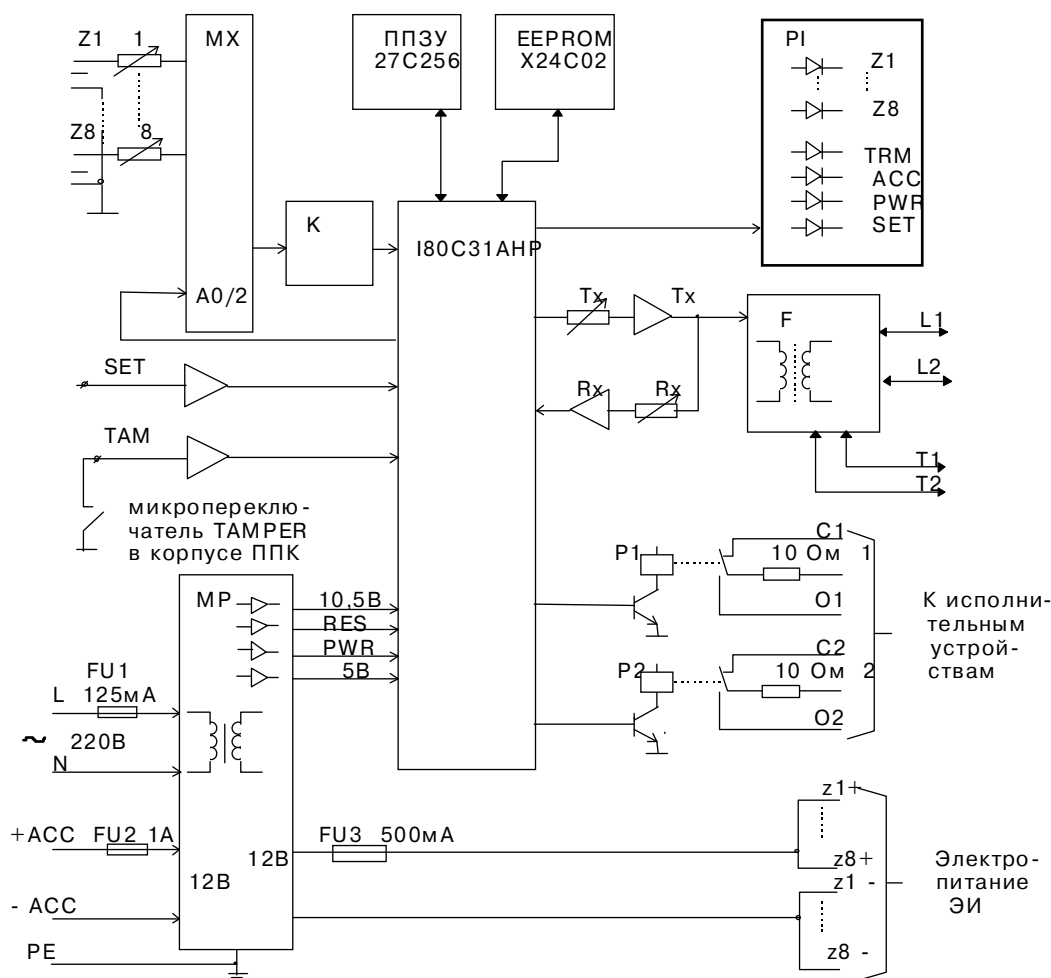 Z1 1 MX
ППЗУ
27C256
EEPROM
X24C02
PI
Z1
Z8
Z8 8
TRM
ACC
PWR
SET
K
I80C31AHP
A0/2
Tx Tx
F
L1
L2
SET
Rx Rx
TAM
T1
T2
микропереклю-
чатель TAMPER
в корпусе ППК
P1
C1
10 Ом 1
O1
MP
10,5В
RES
PWR
5В
К исполни-
тельным
устрой-
ствам
P2
C2
10 Ом 2
O2
FU1
L 125мА
~ 220В
N
z1+
z8+
+ACC FU2 1A
12В
FU3 500мА
12В
z1 -
z8 -
Электро-
питание
ЭИ
- ACC
PE